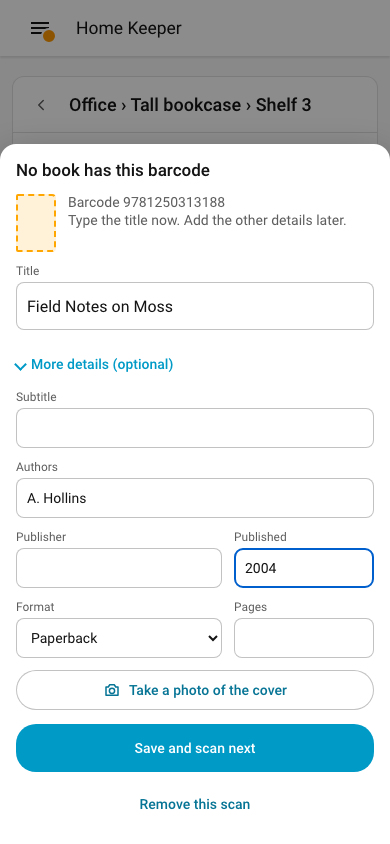 Home Keeper
Office › Tall bookcase › Shelf 3
No book has this barcode
Barcode 9781250313188
Type the title now. Add the other details later.
Title
Field Notes on Moss
More details (optional)
Subtitle
Authors
A. Hollins
Publisher Published
2004
Format Pages
Paperback
Take a photo of the cover
Save and scan next
Remove this scan